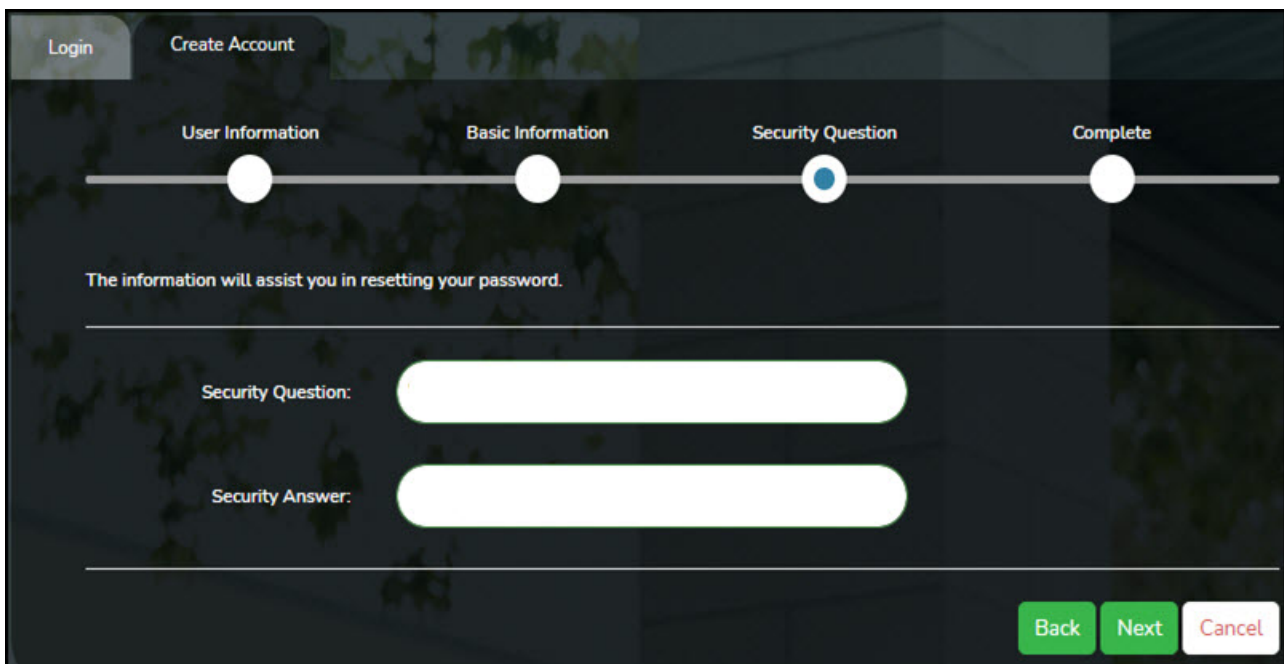 Login
Create Account
User Information
Basic Information
Security Question
Complete
The information will assist you in resetting your password.
Security Question:
Security Answer:
Back
Next
Cancel